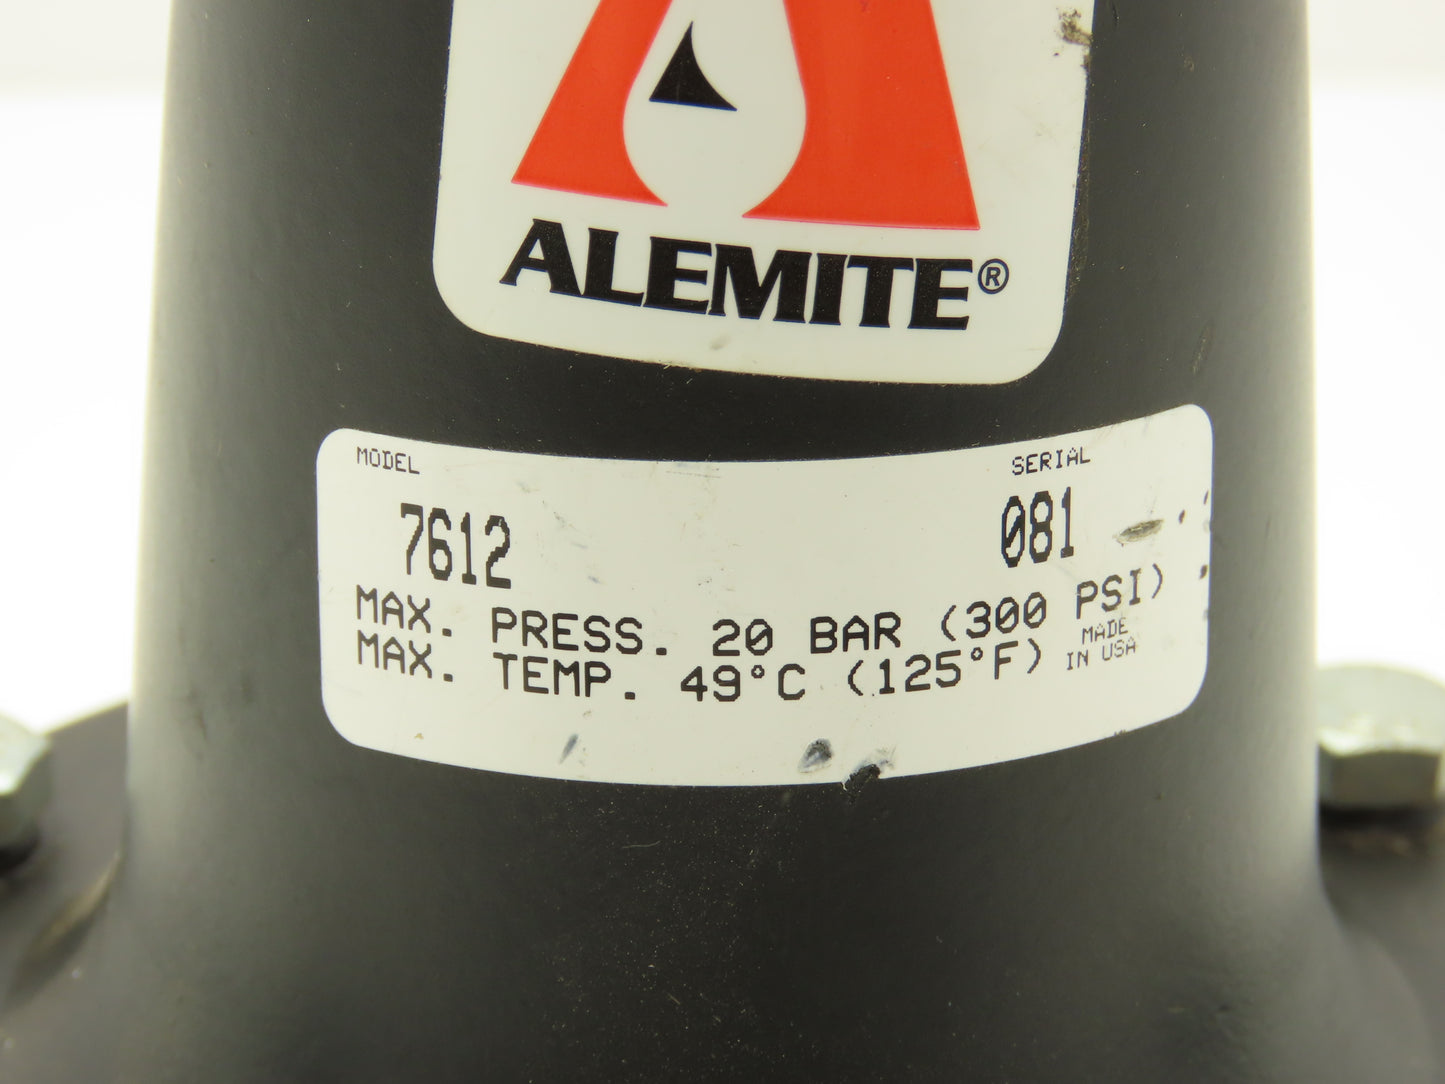 ALEMITE®
MODEL SERIAL
7612 081
MAX. PRESS. 20 BAR (300 PSI)
MAX. TEMP. 49°C (125°F) MADE
IN USA